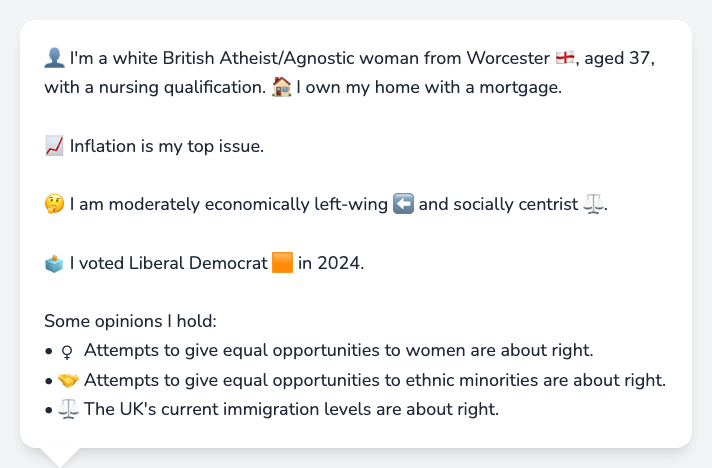 👤 I'm a white British Atheist/Agnostic woman from Worcester 🏴󠁧󠁢󠁥󠁮󠁧󠁿, aged 37,
with a nursing qualification. 🏠 I own my home with a mortgage.
📈 Inflation is my top issue.
🤔 I am moderately economically left-wing ⬅️ and socially centrist ⚖️.
🗳️ I voted Liberal Democrat 🟧 in 2024.
Some opinions I hold:
• ♀ Attempts to give equal opportunities to women are about right.
• 🤝 Attempts to give equal opportunities to ethnic minorities are about right.
• ⚖️ The UK's current immigration levels are about right.